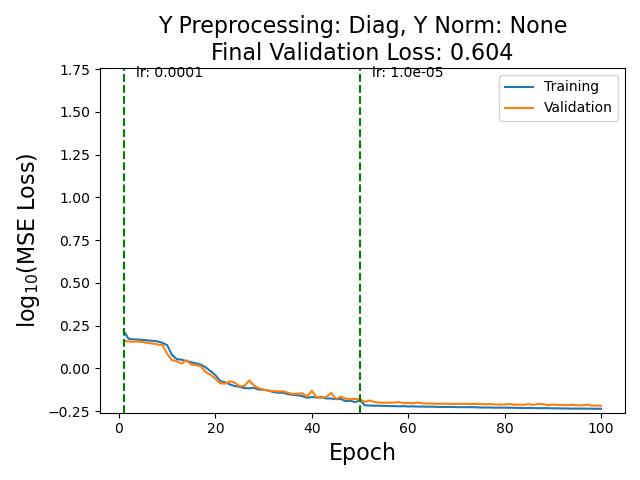 Y Preprocessing: Diag, Y Norm: None
Final Validation Loss: 0.604
lr: 0.0001
lr: 1.0e-05
Training
Validation
1.75
1.50
1.25
1.00
0.75
0.50
0.25
0.00
−0.25
log₁₀(MSE Loss)
0
20
40
60
80
100
Epoch